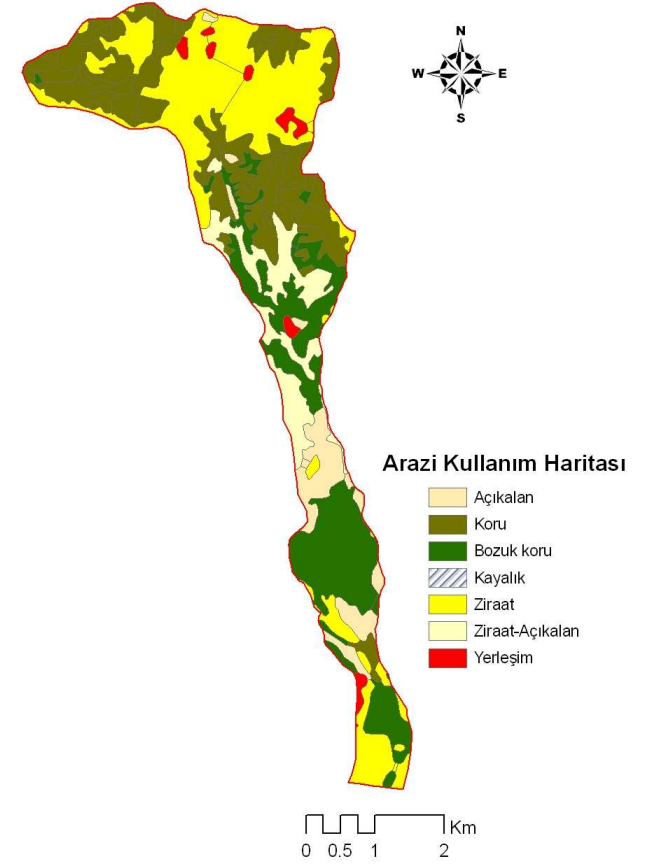 N
W E
S
Arazi Kullanım Haritası
Açıkalan
Koru
Bozuk koru
Kayalık
Ziraat
Ziraat-Açıkalan
Yerleşim
Km
0 0.5 1 2